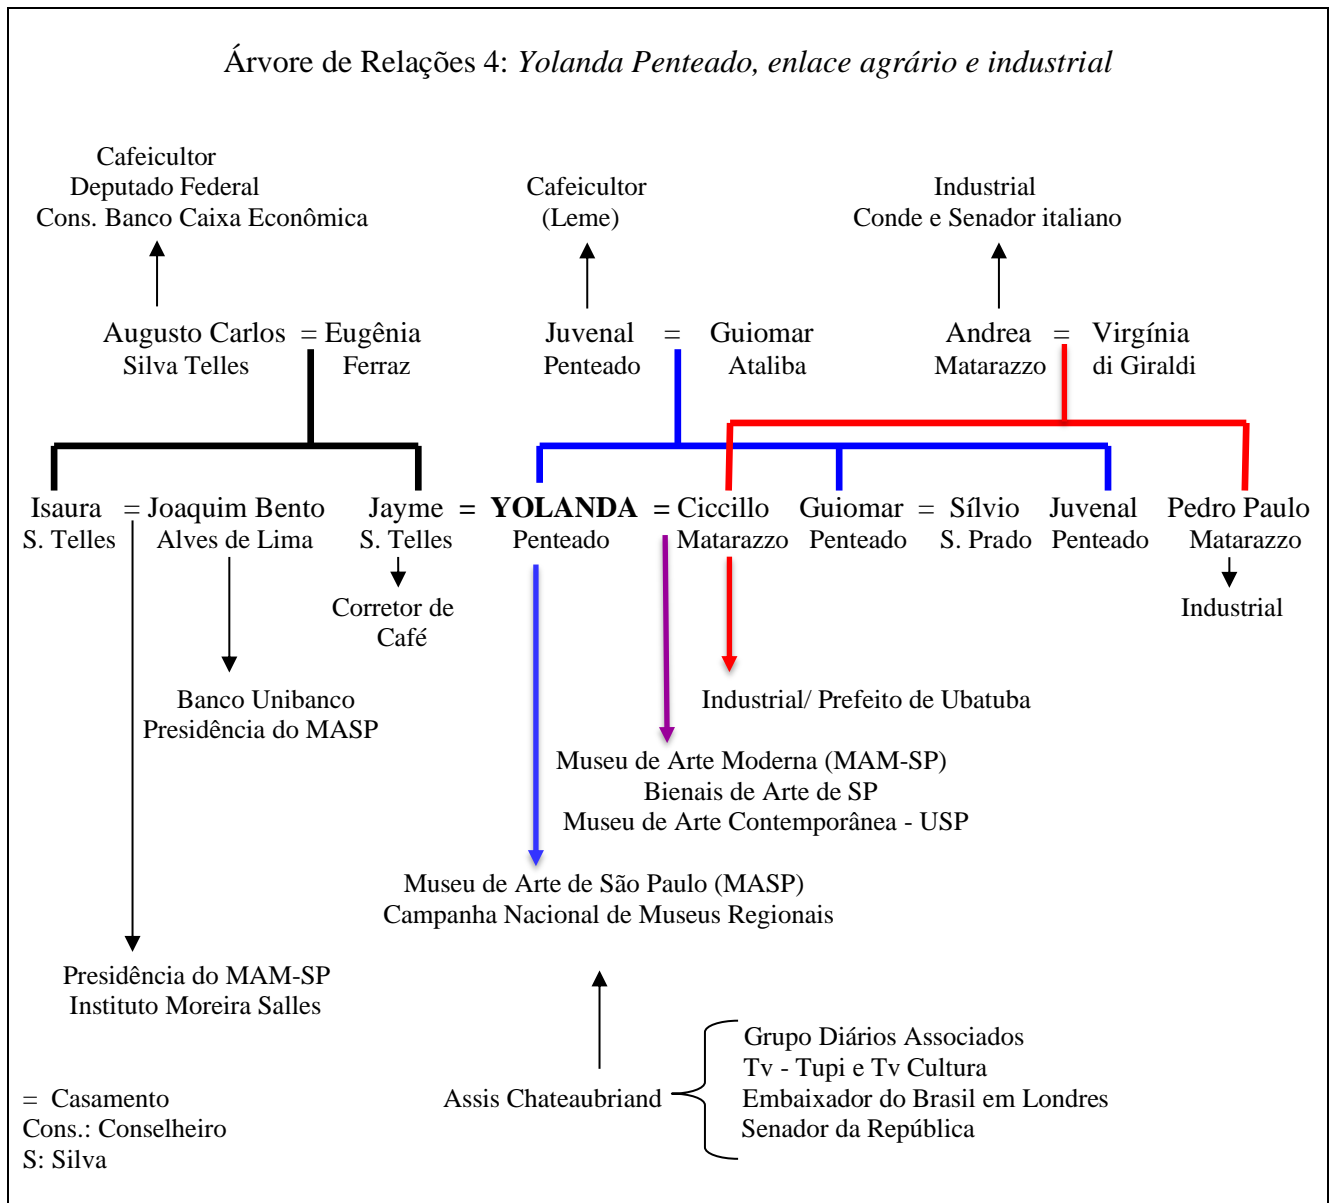 Árvore de Relações 4: Yolanda Penteado, enlace agrário e industrial
Cafeicultor
Deputado Federal
Cons. Banco Caixa Econômica
Cafeicultor
(Leme)
Industrial
Conde e Senador italiano
Augusto Carlos = Eugênia
Silva Telles Ferraz
Juvenal = Guiomar
Penteado Ataliba
Andrea = Virgínia
Matarazzo di Giraldi
Isaura = Joaquim Bento Jayme = YOLANDA = Ciccillo Guiomar = Sílvio Juvenal Pedro Paulo
S. Telles Alves de Lima S. Telles Penteado Matarazzo Penteado S. Prado Penteado Matarazzo
Corretor de
Café
Industrial
Banco Unibanco
Presidência do MASP
Industrial/ Prefeito de Ubatuba
Museu de Arte Moderna (MAM-SP)
Bienais de Arte de SP
Museu de Arte Contemporânea - USP
Museu de Arte de São Paulo (MASP)
Campanha Nacional de Museus Regionais
Presidência do MAM-SP
Instituto Moreira Salles
Assis Chateaubriand
Grupo Diários Associados
Tv - Tupi e Tv Cultura
Embaixador do Brasil em Londres
Senador da República
= Casamento
Cons.: Conselheiro
S: Silva